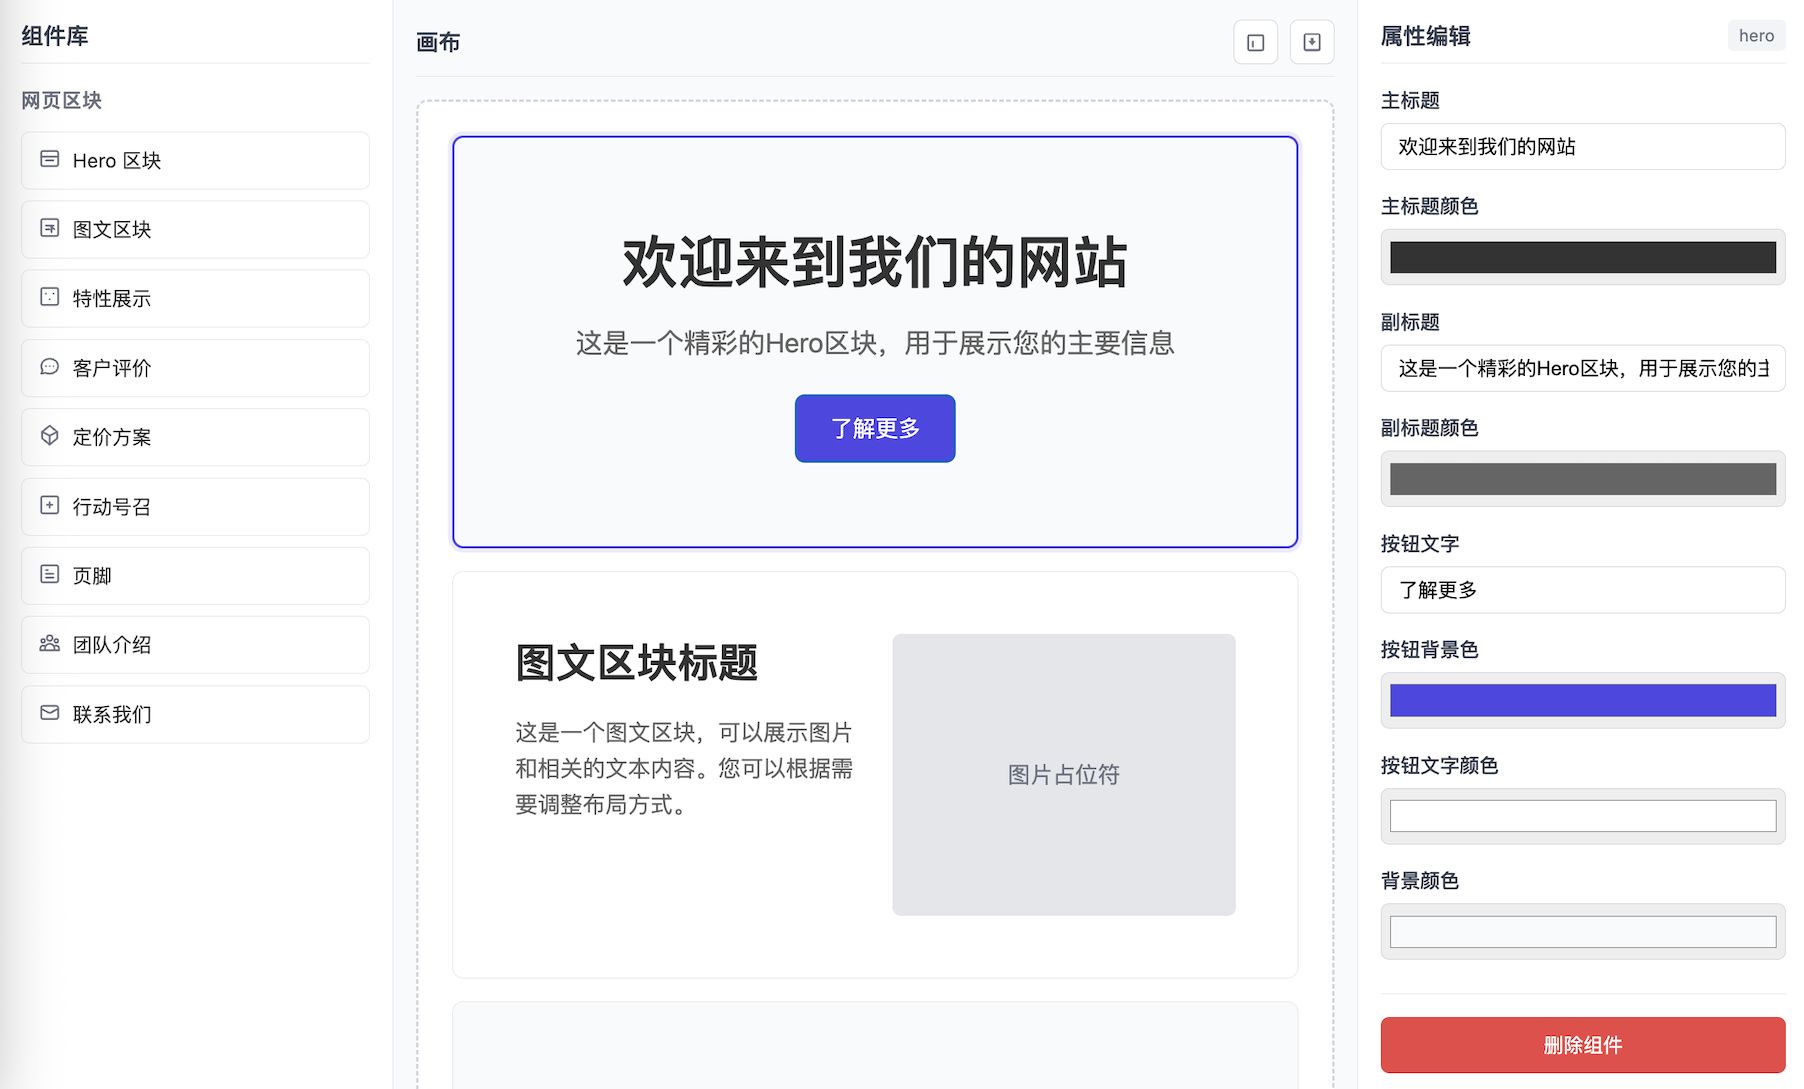 组件库
网页区块
Hero 区块
图文区块
特性展示
客户评价
定价方案
行动号召
页脚
团队介绍
联系我们
画布
欢迎来到我们的网站
这是一个精彩的Hero区块，用于展示您的主要信息
了解更多
图文区块标题
这是一个图文区块，可以展示图片
和相关的文本内容。您可以根据需
要调整布局方式。
图片占位符
属性编辑
hero
主标题
欢迎来到我们的网站
主标题颜色
副标题
这是一个精彩的Hero区块，用于展示您的主
副标题颜色
按钮文字
了解更多
按钮背景色
按钮文字颜色
背景颜色
删除组件